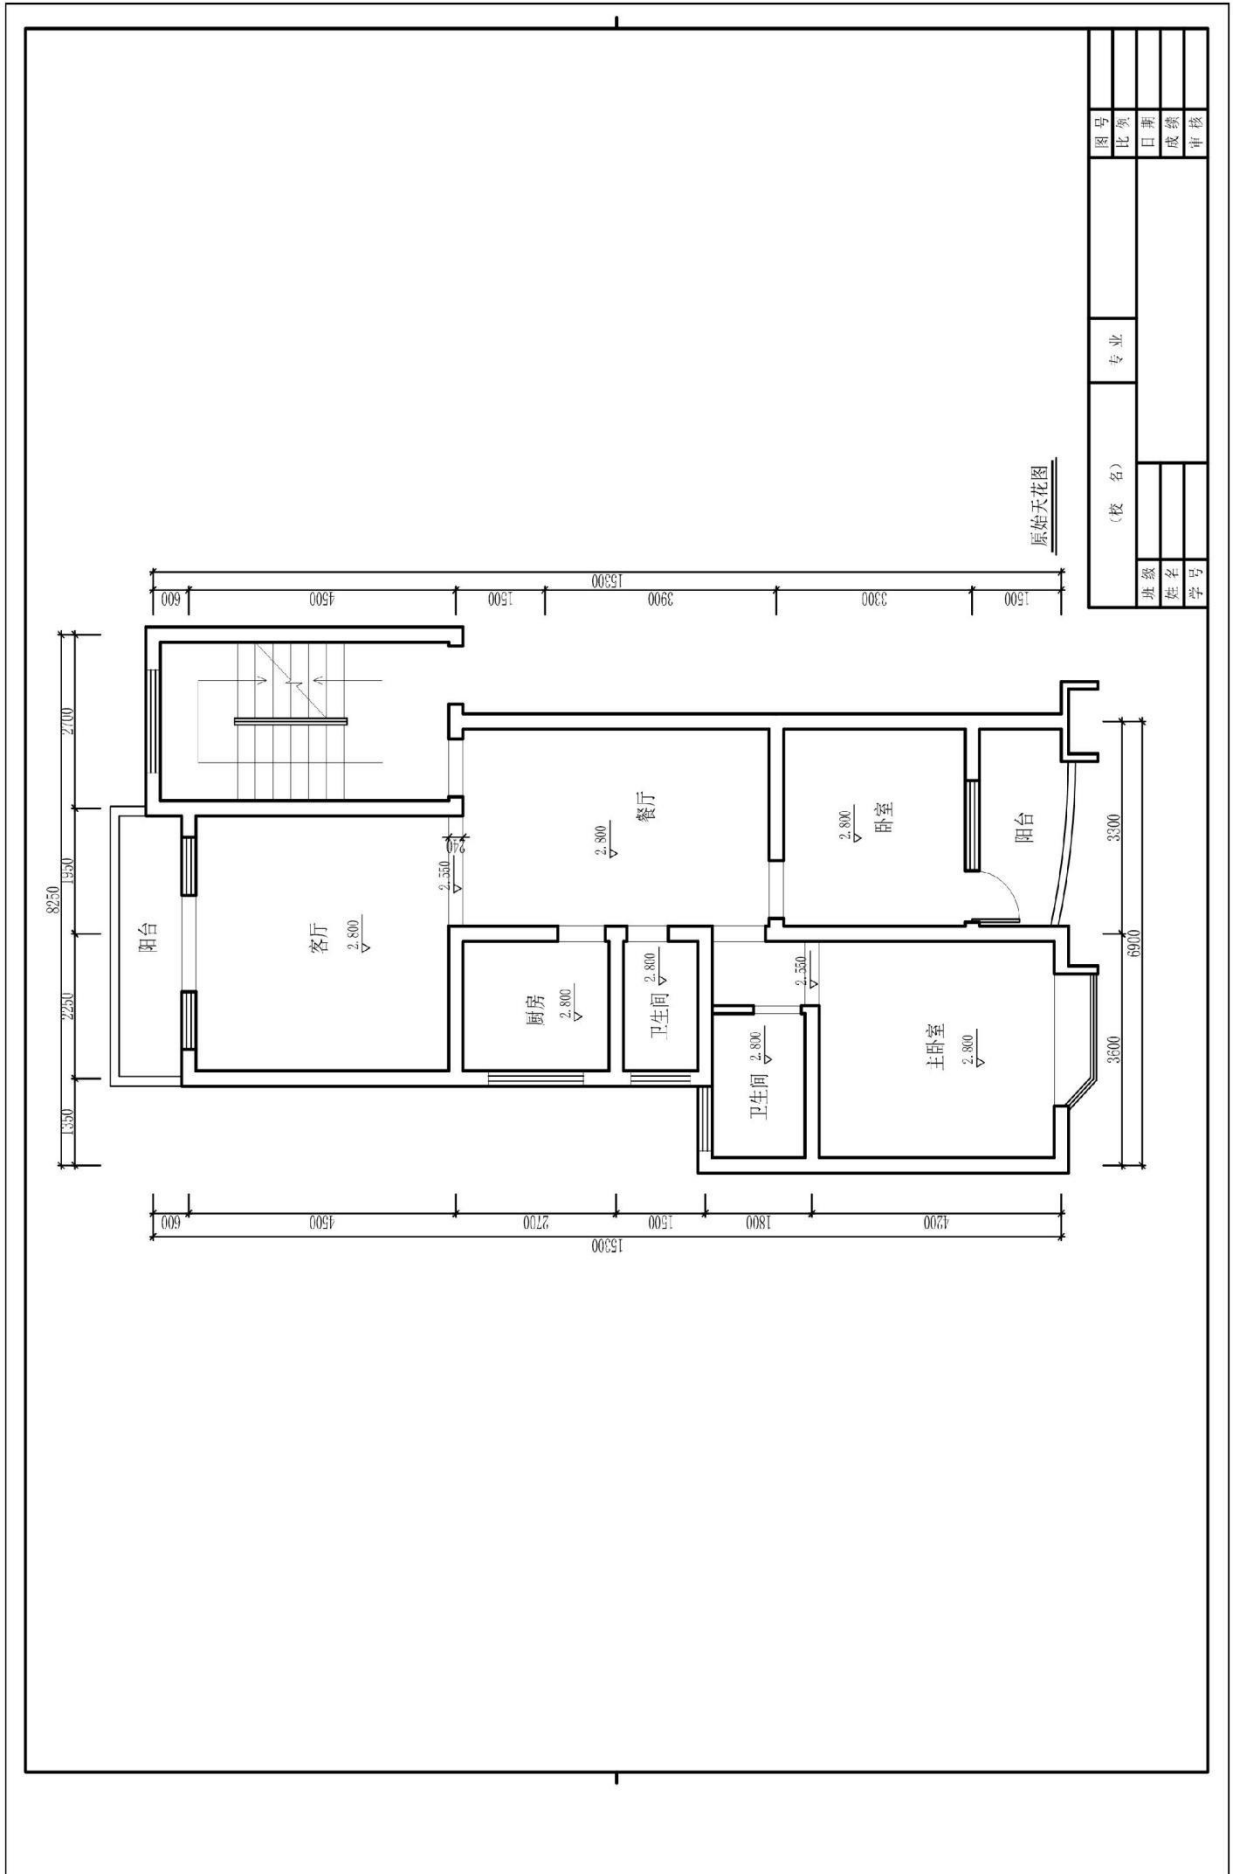 8250
1350
2250
1950
2700
15300
600
4500
1500
3900
3300
1500
阳台
客厅
2.800
2.550
240
餐厅
2.800
厨房
2.800
卫生间
2.800
卧室
2.800
阳台
2.550
卫生间
2.800
主卧室
2.800
3600
3300
6900
600
4500
2700
1500
1800
4200
15300
原始天花图
(校 名)
专 业
图 号
班 级
日 期
姓 名
成 绩
学 号
审 核